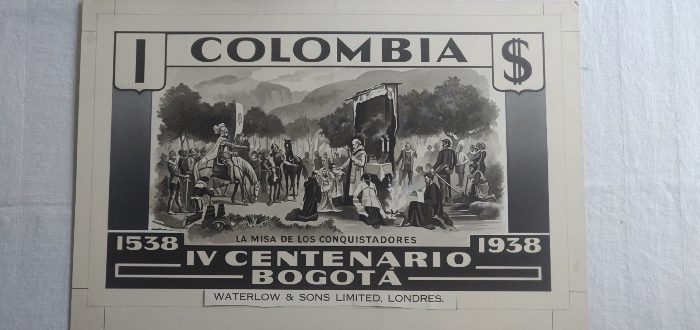 1 COLOMBIA $
LA MISA DE LOS CONQUISTADORES
1538 1938
IV CENTENARIO
BOGOTÁ
WATERLOW & SONS LIMITED, LONDRES.